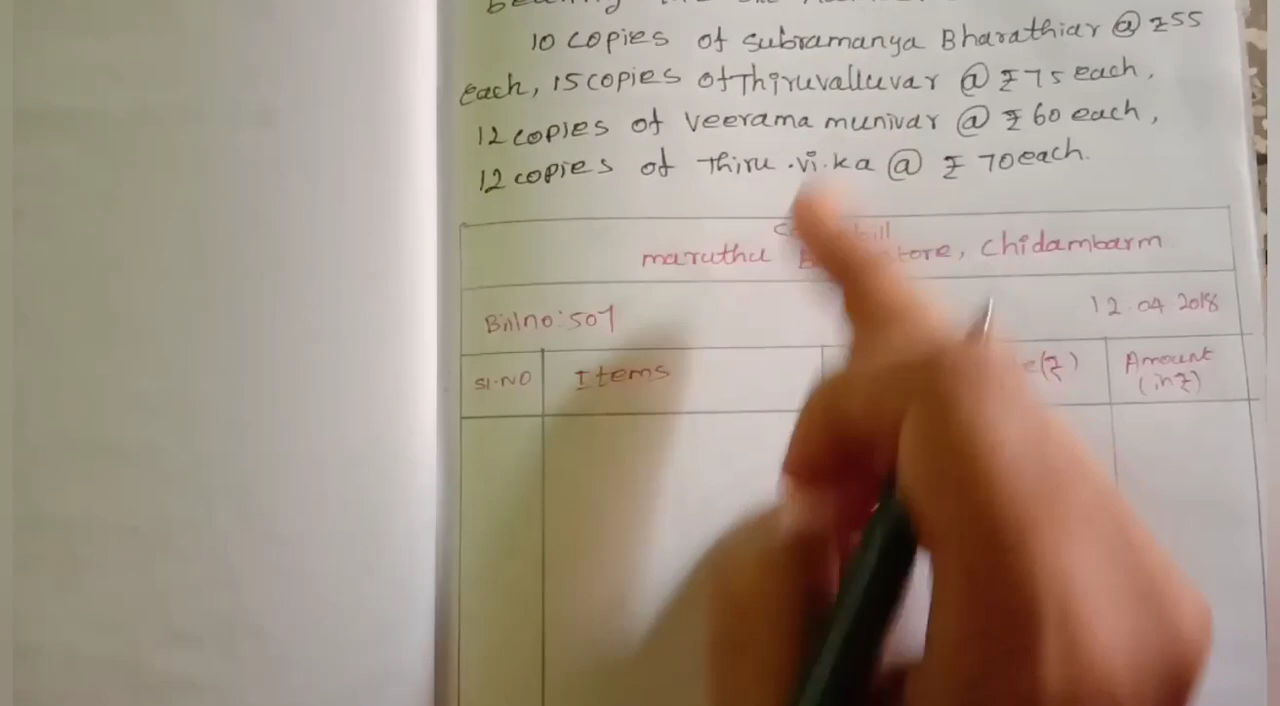 10 copies of Subramanya Bharathiar @ ₹55
each, 15 copies of Thiruvalluvar @ ₹75 each,
12 copies of Veerama munivar @ ₹60 each,
12 copies of Thiru.vi.ka @ ₹70 each.
bill
maruthu store, chidambarm
Bill no: 507 12.04.2018
SI.NO Items (₹) Amount
(in ₹)